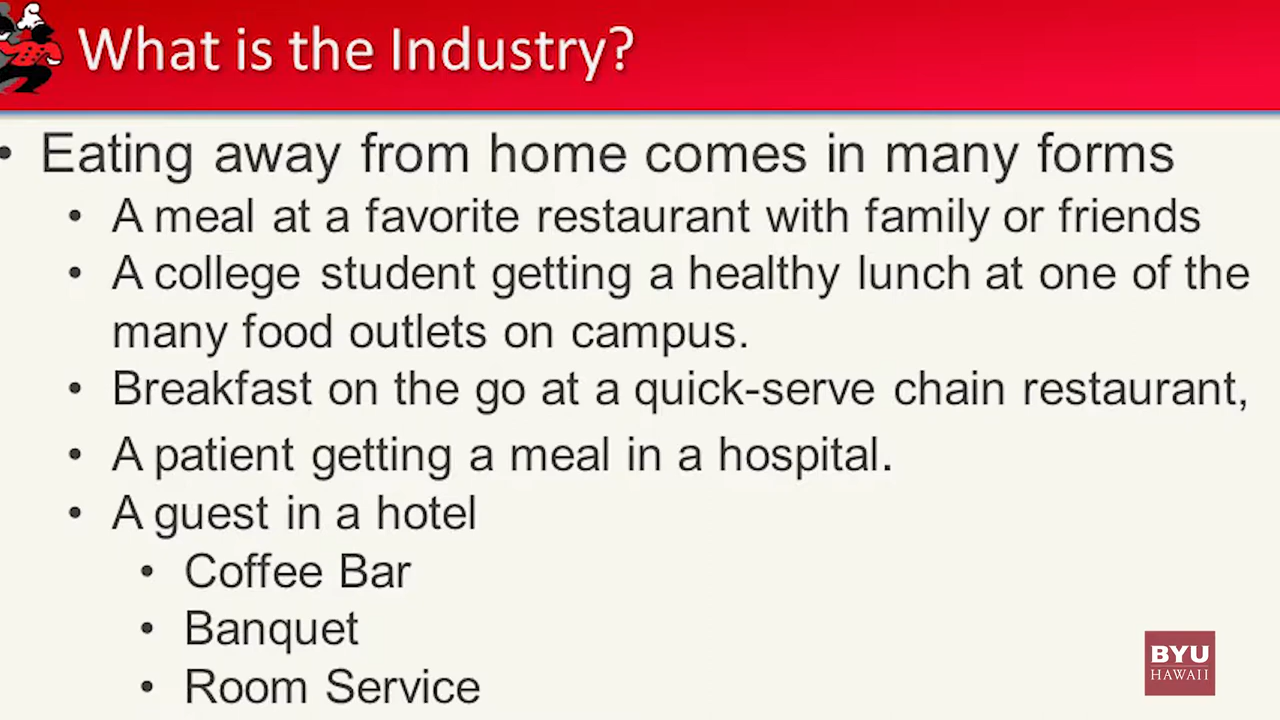 What is the Industry?
• Eating away from home comes in many forms
• A meal at a favorite restaurant with family or friends
• A college student getting a healthy lunch at one of the
many food outlets on campus.
• Breakfast on the go at a quick-serve chain restaurant,
• A patient getting a meal in a hospital.
• A guest in a hotel
• Coffee Bar
• Banquet
• Room Service
BYU
HAWAII